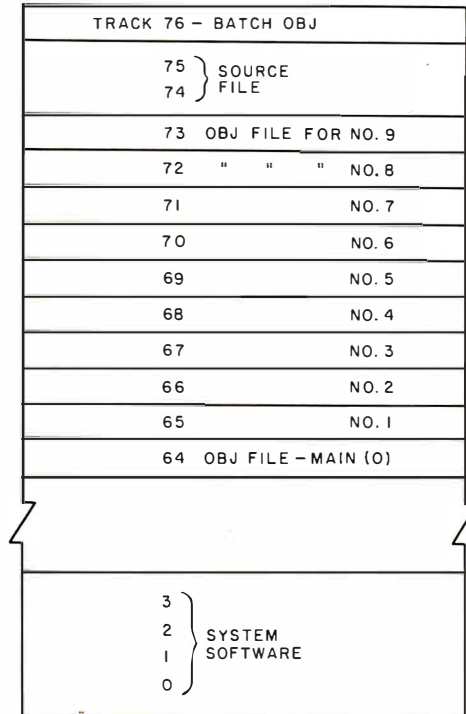 TRACK 76 – BATCH OBJ
75
SOURCE
74
FILE
73 OBJ FILE FOR NO. 9
72 " " " NO. 8
71 NO. 7
70 NO. 6
69 NO. 5
68 NO. 4
67 NO. 3
66 NO. 2
65 NO. 1
64 OBJ FILE – MAIN (0)
3
2
SYSTEM
1
SOFTWARE
0